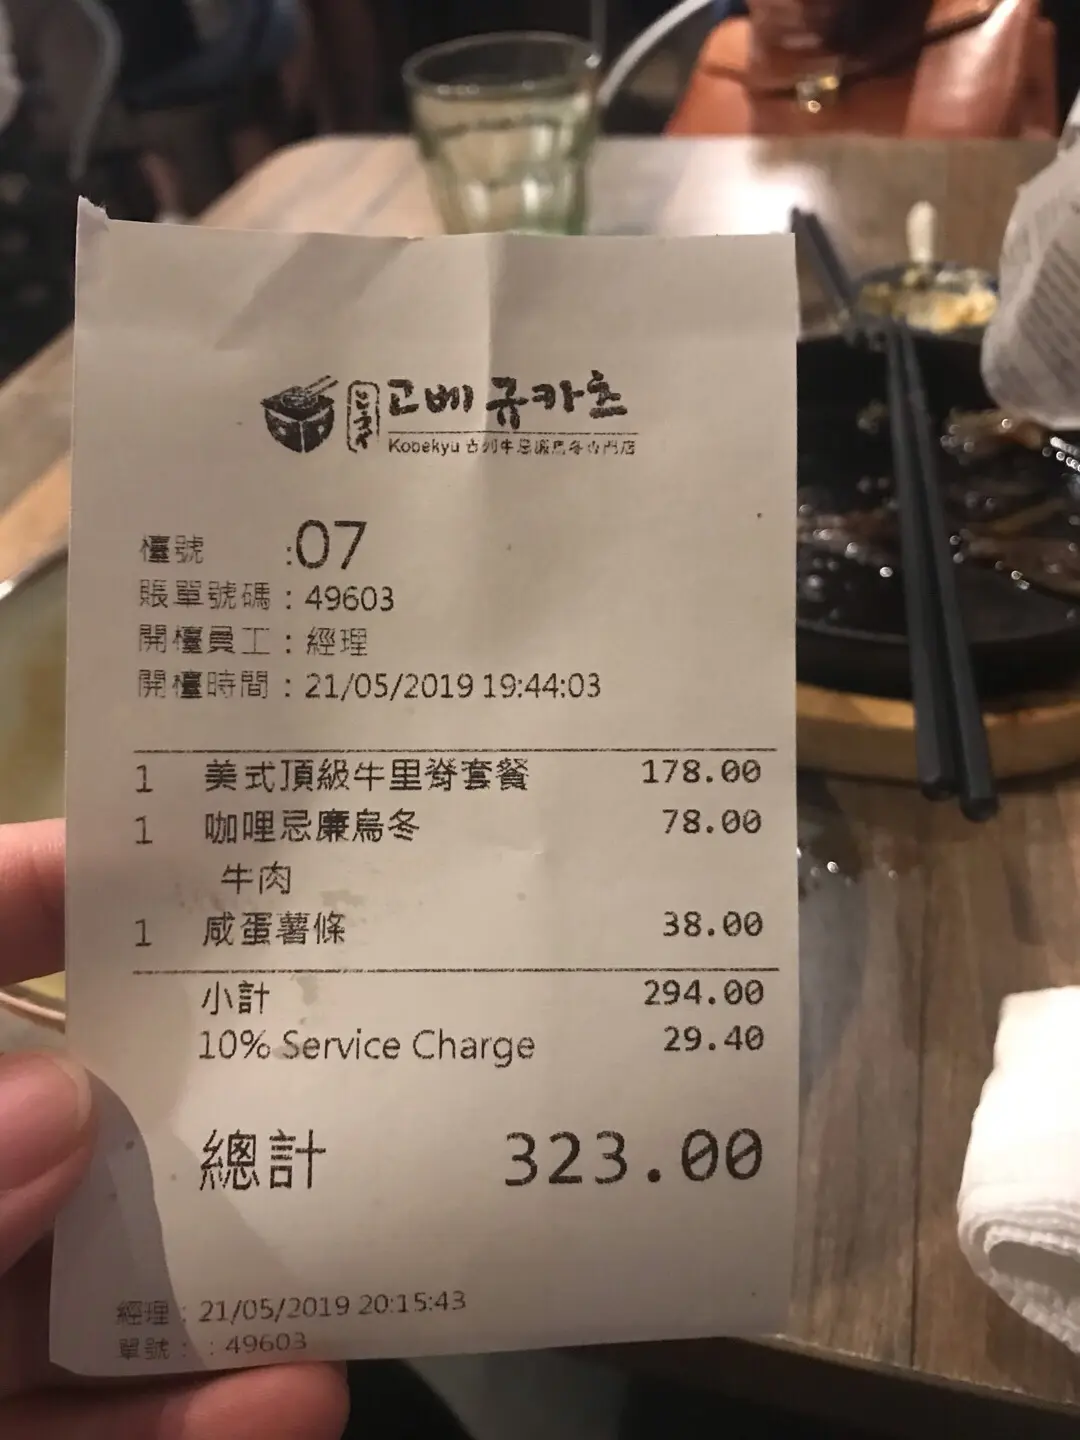 고베 규카츠
Kobekyu 吉列牛忌廉烏冬專門店
檯號 :07
賬單號碼 : 49603
開檯員工 : 經理
開檯時間 : 21/05/2019 19:44:03
1 美式頂級牛里脊套餐 178.00
1 咖哩忌廉烏冬 78.00
牛肉
1 咸蛋薯條 38.00
小計 294.00
10% Service Charge 29.40
總計 323.00
經理 : 21/05/2019 20:15:43
單號 : : 49603